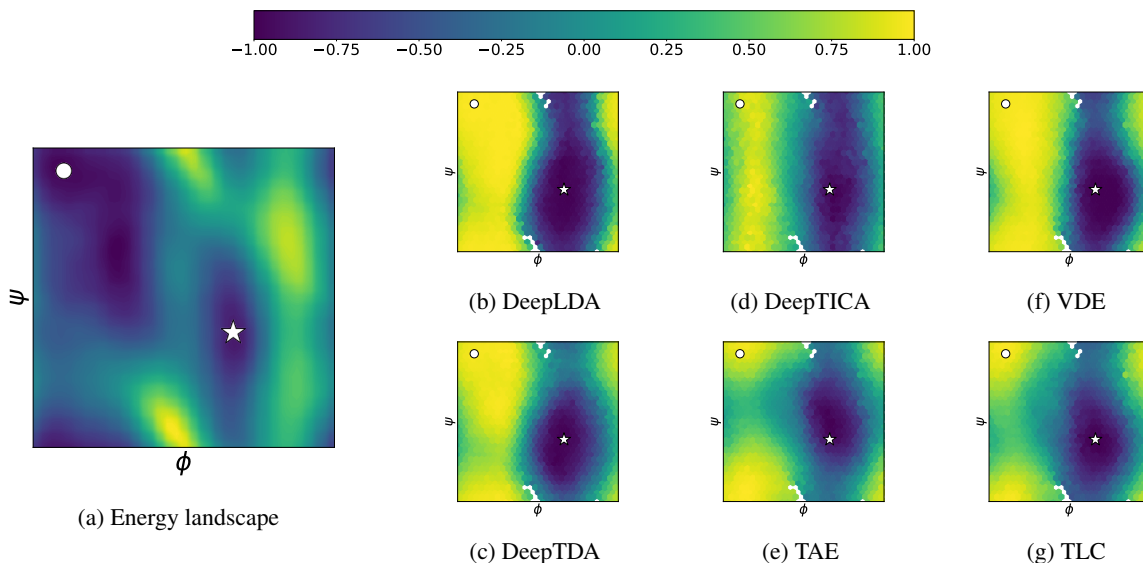 −1.00 −0.75 −0.50 −0.25 0.00 0.25 0.50 0.75 1.00
ψ
ϕ
(a) Energy landscape
ψ
ϕ
(b) DeepLDA
ψ
ϕ
(d) DeepTICA
ψ
ϕ
(f) VDE
ψ
ϕ
(c) DeepTDA
ψ
ϕ
(e) TAE
ψ
ϕ
(g) TLC